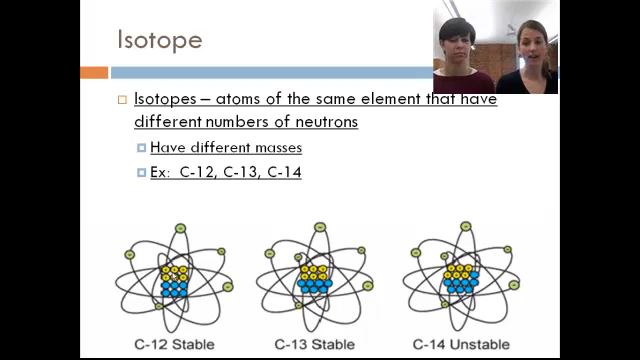 Isotope
Isotopes – atoms of the same element that have
different numbers of neutrons
Have different masses
Ex:  C-12, C-13, C-14
C-12 Stable
C-13 Stable
C-14 Unstable